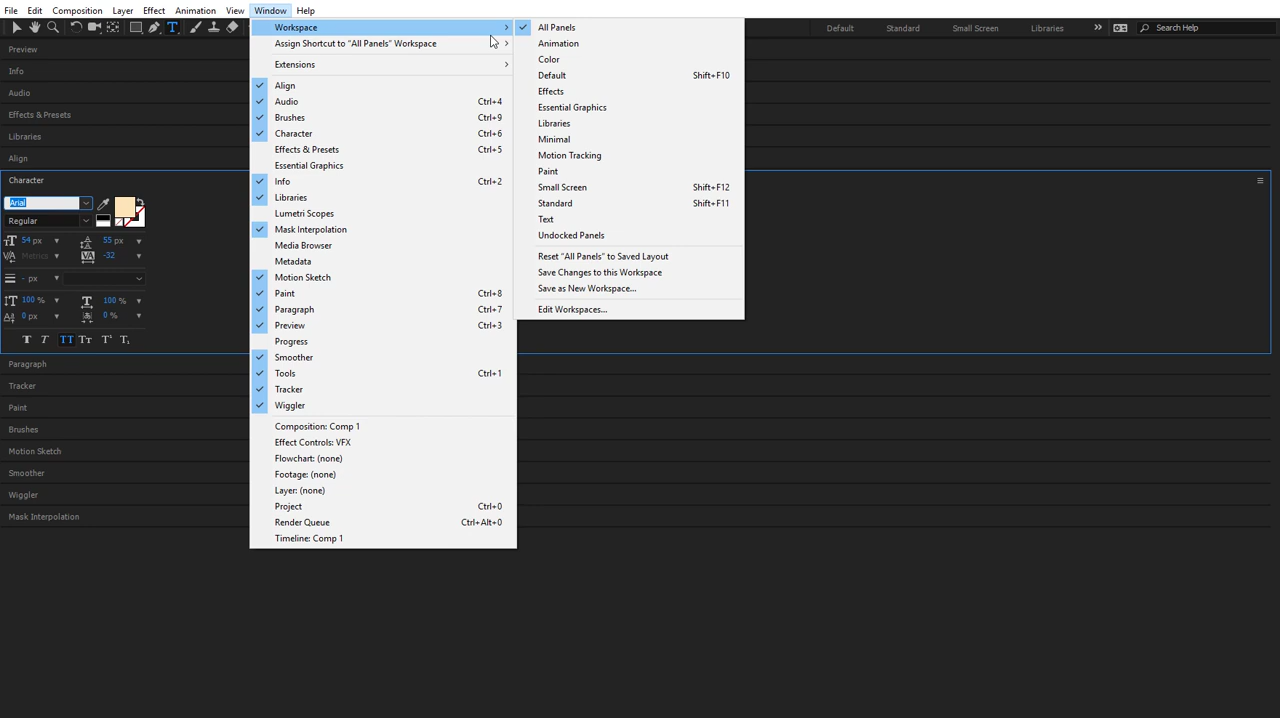 File Edit Composition Layer Effect Animation View Window Help
Default Standard Small Screen Libraries Search Help
Preview
Info
Audio
Effects & Presets
Libraries
Align
Character
Arial
Regular
54 px 55 px
Metrics -32
- px
100 % 100 %
0 px 0 %
T T TT Tr T¹ T₁
Paragraph
Tracker
Paint
Brushes
Motion Sketch
Smoother
Wiggler
Mask Interpolation
Workspace
Assign Shortcut to “All Panels” Workspace
Extensions
Align
Audio Ctrl+4
Brushes Ctrl+9
Character Ctrl+6
Effects & Presets Ctrl+5
Essential Graphics
Info Ctrl+2
Libraries
Lumetri Scopes
Mask Interpolation
Media Browser
Metadata
Motion Sketch
Paint Ctrl+8
Paragraph Ctrl+7
Preview Ctrl+3
Progress
Smoother
Tools Ctrl+1
Tracker
Wiggler
Composition: Comp 1
Effect Controls: VFX
Flowchart: (none)
Footage: (none)
Layer: (none)
Project Ctrl+0
Render Queue Ctrl+Alt+0
Timeline: Comp 1
All Panels
Animation
Color
Default Shift+F10
Effects
Essential Graphics
Libraries
Minimal
Motion Tracking
Paint
Small Screen Shift+F12
Standard Shift+F11
Text
Undocked Panels
Reset “All Panels” to Saved Layout
Save Changes to this Workspace
Save as New Workspace...
Edit Workspaces...